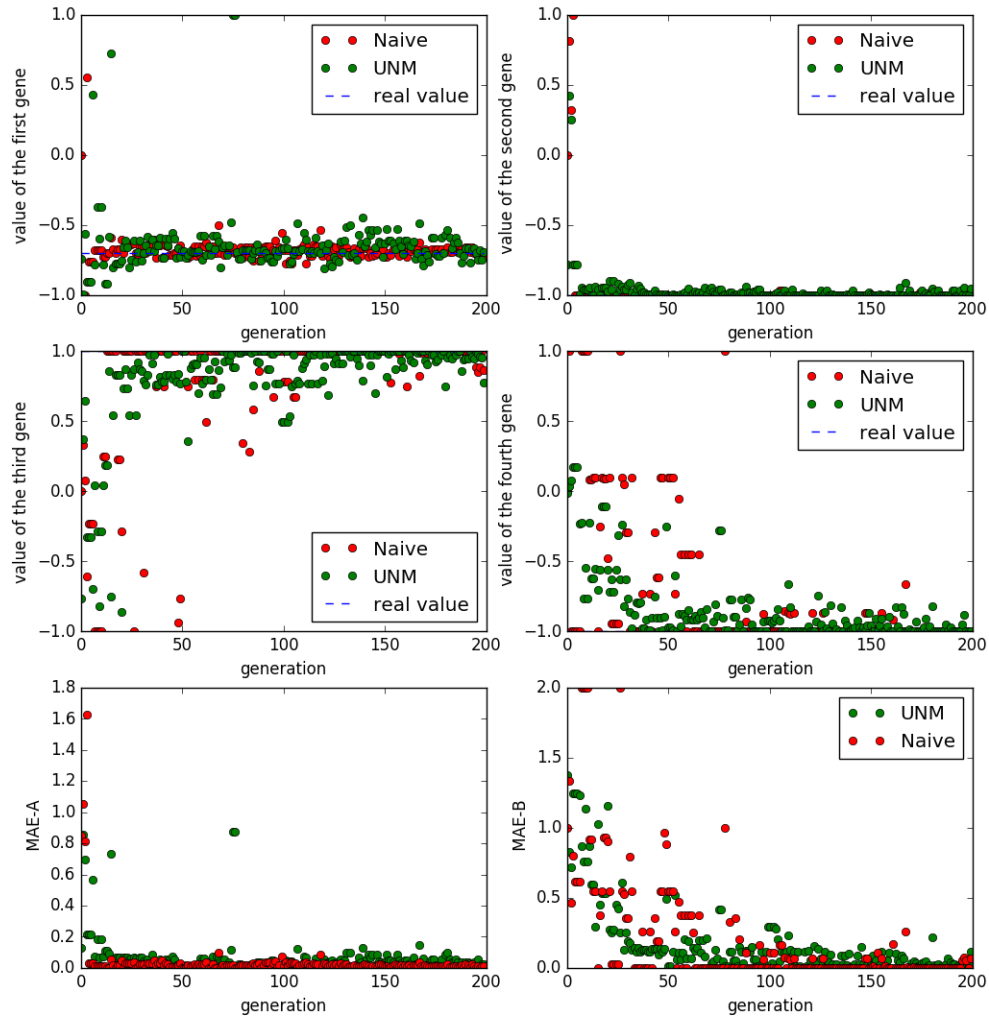 1.0
0.5
0.0
−0.5
−1.0
value of the first gene
Naive
UNM
real value
0
50
100
150
200
generation
1.0
0.5
0.0
−0.5
−1.0
value of the second gene
Naive
UNM
real value
0
50
100
150
200
generation
1.0
0.5
0.0
−0.5
−1.0
value of the third gene
Naive
UNM
real value
0
50
100
150
200
generation
1.0
0.5
0.0
−0.5
−1.0
value of the fourth gene
Naive
UNM
real value
0
50
100
150
200
generation
1.8
1.6
1.4
1.2
1.0
0.8
0.6
0.4
0.2
0.0
MAE-A
0
50
100
150
200
generation
2.0
1.5
1.0
0.5
0.0
MAE-B
UNM
Naive
0
50
100
150
200
generation